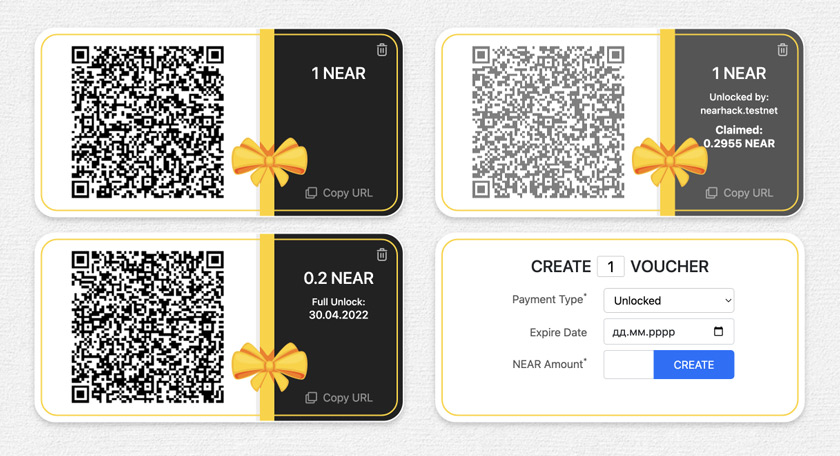 1 NEAR
Copy URL
1 NEAR
Unlocked by:
nearhack.testnet
Claimed:
0.2955 NEAR
Copy URL
0.2 NEAR
Full Unlock:
30.04.2022
Copy URL
CREATE 1 VOUCHER
Payment Type* Unlocked
Expire Date дд.мм.рррр
NEAR Amount* CREATE